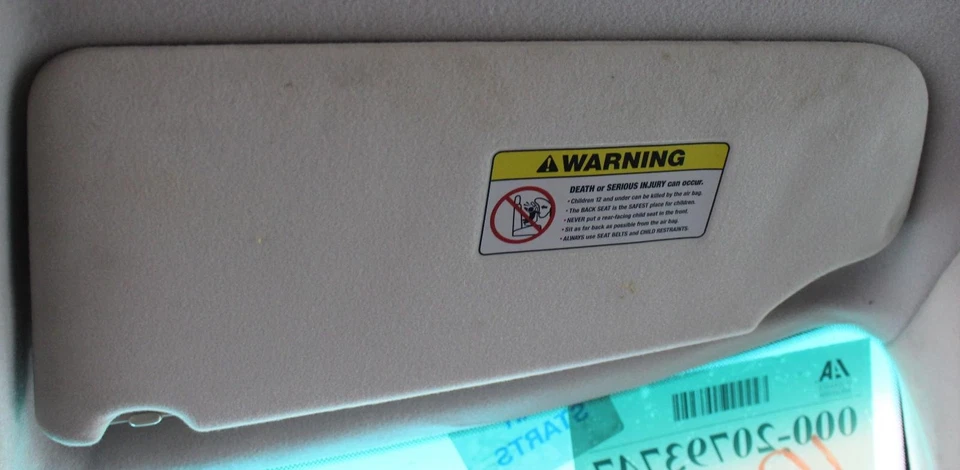 WARNING
DEATH or SERIOUS INJURY can occur.
• Children 12 and under can be killed by the air bag.
• The BACK SEAT is the SAFEST place for children.
• NEVER put a rear-facing child seat in the front.
• Sit as far back as possible from the air bag.
• ALWAYS use SEAT BELTS and CHILD RESTRAINTS.
STARTS
IAA
000-20793747